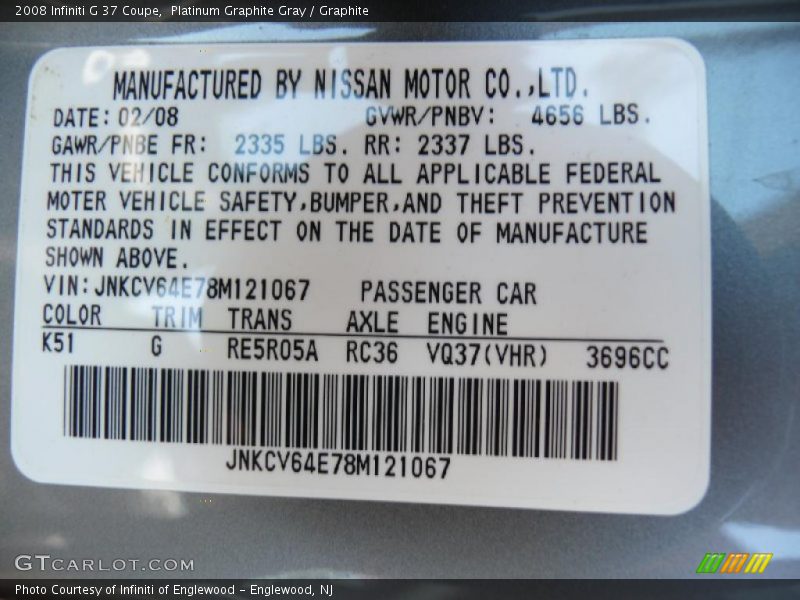 2008 Infiniti G 37 Coupe, Platinum Graphite Gray / Graphite
MANUFACTURED BY NISSAN MOTOR CO.,LTD.
DATE: 02/08 GVWR/PNBV: 4656 LBS.
GAWR/PNBE FR: 2335 LBS. RR: 2337 LBS.
THIS VEHICLE CONFORMS TO ALL APPLICABLE FEDERAL
MOTER VEHICLE SAFETY,BUMPER,AND THEFT PREVENTION
STANDARDS IN EFFECT ON THE DATE OF MANUFACTURE
SHOWN ABOVE.
VIN:JNKCV64E78M121067 PASSENGER CAR
COLOR TRIM TRANS AXLE ENGINE
K51 G RE5R05A RC36 VQ37(VHR) 3696CC
JNKCV64E78M121067
GTCARLOT.COM
Photo Courtesy of Infiniti of Englewood - Englewood, NJ